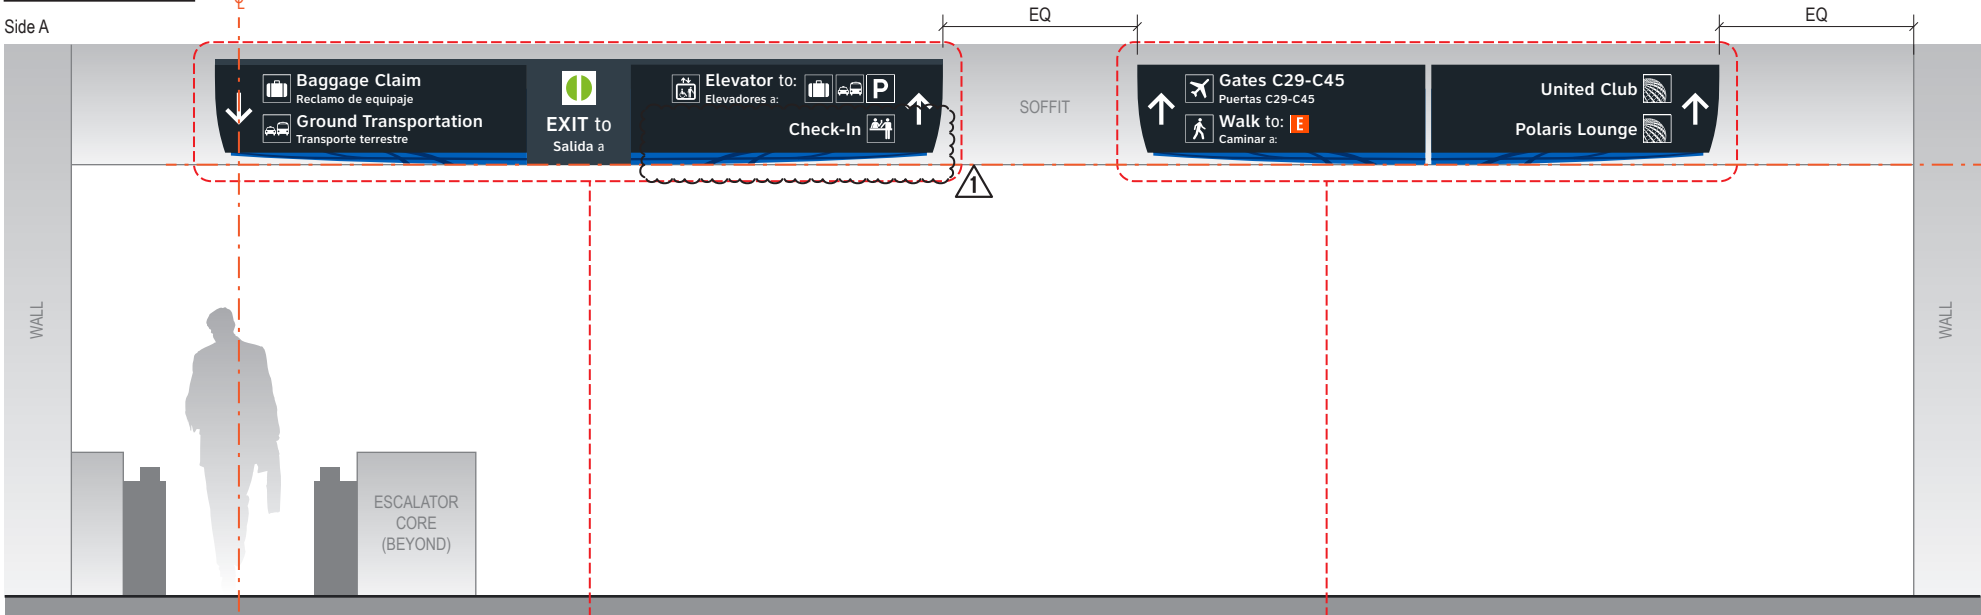 Side A
EQ
EQ
Baggage Claim
Reclamo de equipaje
Ground Transportation
Transporte terrestre
EXIT to
Salida a
Elevator to:
Elevadores a:
P
Check-In
SOFFIT
Gates C29-C45
Puertas C29-C45
Walk to: E
Caminar a:
United Club
Polaris Lounge
1
WALL
WALL
ESCALATOR
CORE
(BEYOND)